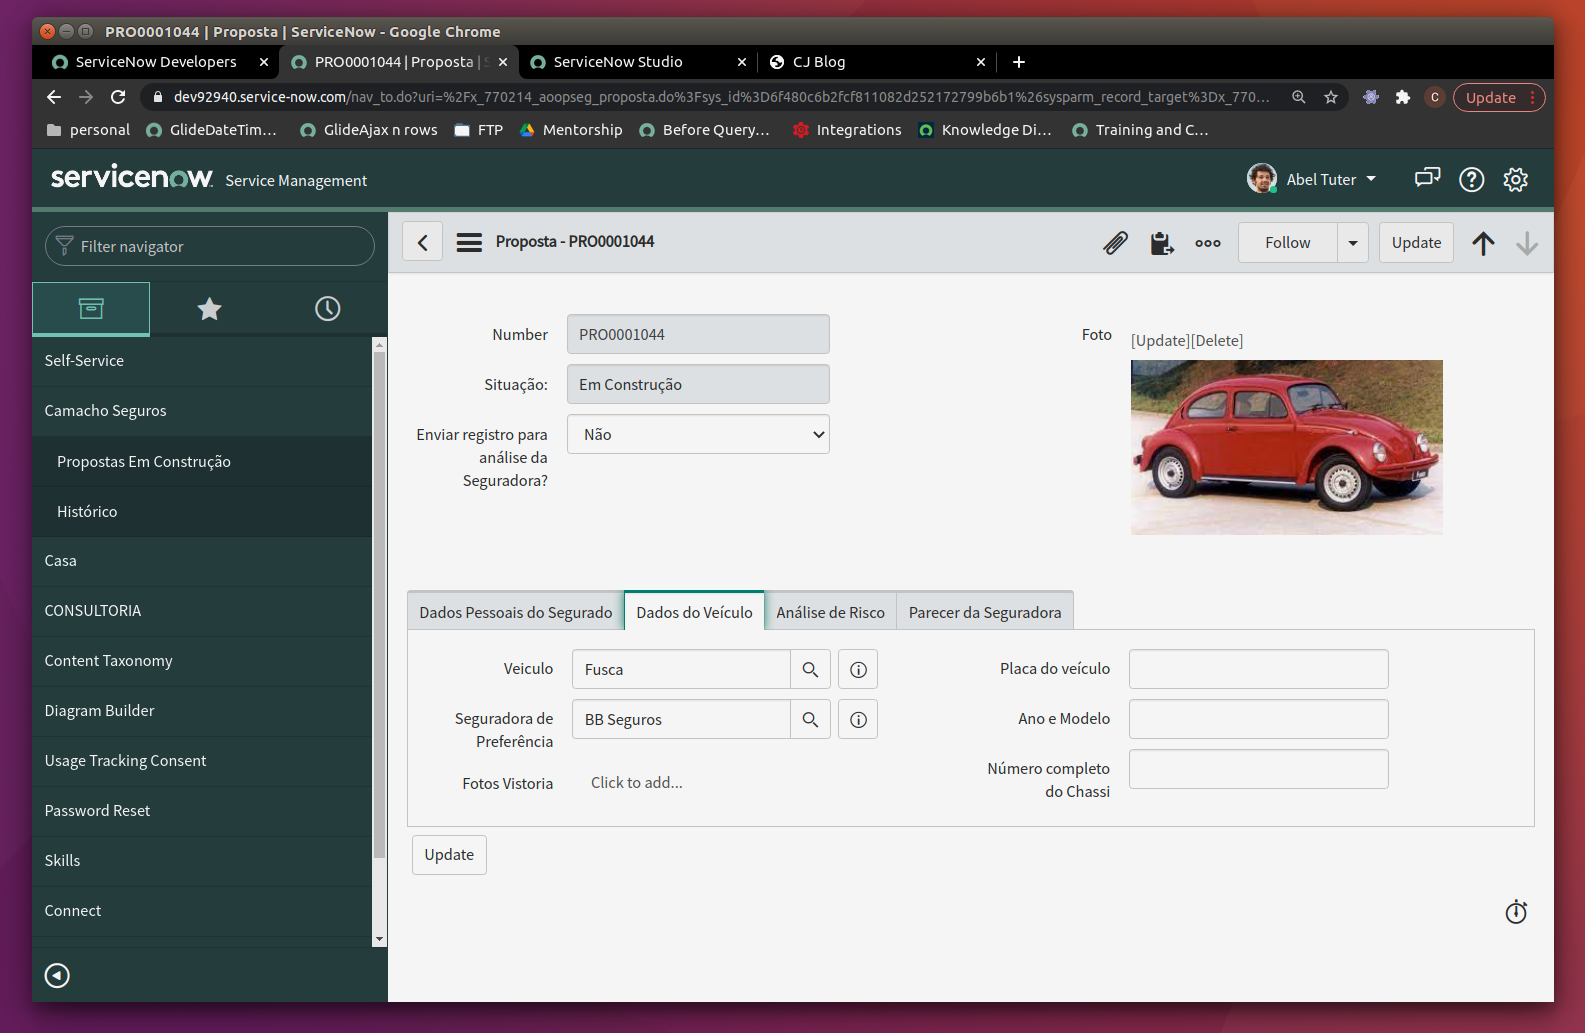 PRO0001044 | Proposta | ServiceNow - Google Chrome
ServiceNow Developers
PRO0001044 | Proposta |
ServiceNow Studio
CJ Blog
dev92940.service-now.com/nav_to.do?uri=%2Fx_770214_aoopseg_proposta.do%3Fsys_id%3D6f480c6b2fcf811082d252172799b6b1%26sysparm_record_target%3Dx_770...
C
Update
personal
GlideDateTim...
GlideAjax n rows
FTP
Mentorship
Before Query...
Integrations
Knowledge Di...
Training and C...
servicenow
Service Management
Abel Tuter
Filter navigator
Proposta - PRO0001044
Follow
Update
Self-Service
Camacho Seguros
Propostas Em Construção
Histórico
Casa
CONSULTORIA
Content Taxonomy
Diagram Builder
Usage Tracking Consent
Password Reset
Skills
Connect
Number
PRO0001044
Situação:
Em Construção
Enviar registro para
análise da
Seguradora?
Não
Foto
[Update][Delete]
Dados Pessoais do Segurado
Dados do Veículo
Análise de Risco
Parecer da Seguradora
Veiculo
Fusca
Seguradora de
Preferência
BB Seguros
Fotos Vistoria
Click to add...
Placa do veículo
Ano e Modelo
Número completo
do Chassi
Update